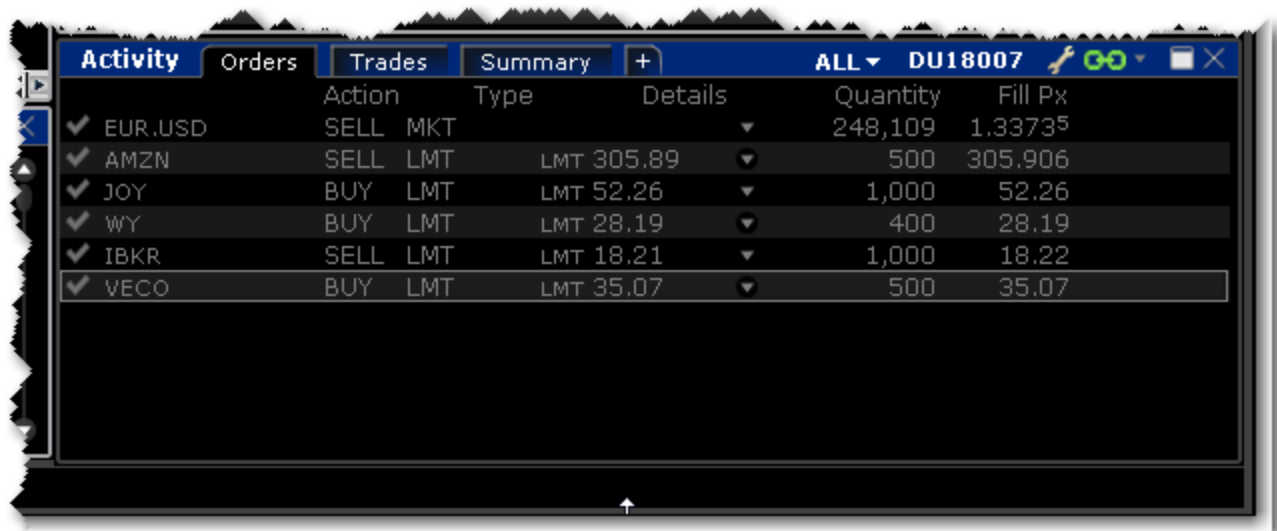 Activity Orders Trades Summary + ALL DU18007
Action Type Details Quantity Fill Px
EUR.USD SELL MKT 248,109 1.33735
AMZN SELL LMT LMT 305.89 500 305.906
JOY BUY LMT LMT 52.26 1,000 52.26
WY BUY LMT LMT 28.19 400 28.19
IBKR SELL LMT LMT 18.21 1,000 18.22
VECO BUY LMT LMT 35.07 500 35.07